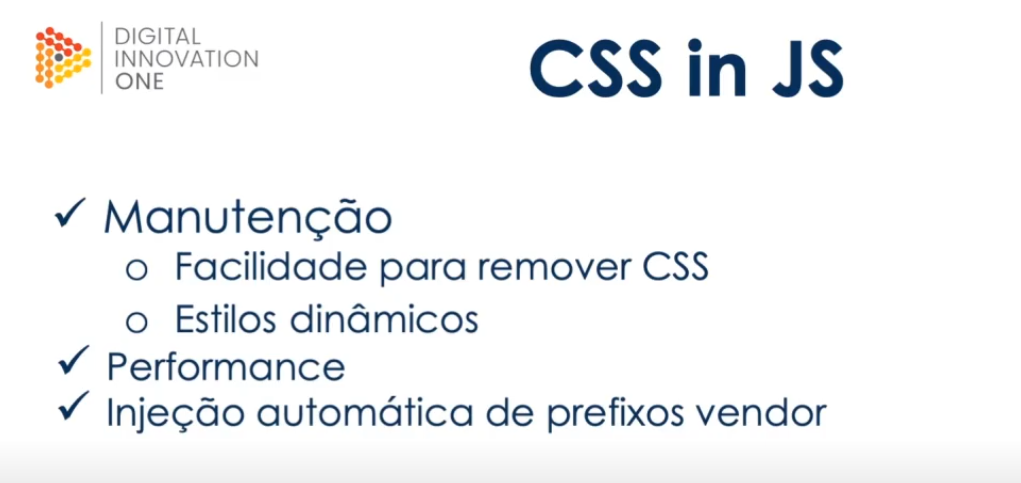 DIGITAL
INNOVATION
ONE
CSS in JS
✓ Manutenção
o Facilidade para remover CSS
o Estilos dinâmicos
✓ Performance
✓ Injeção automática de prefixos vendor